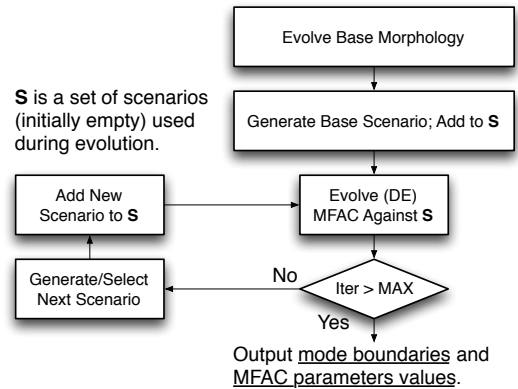 Evolve Base Morphology
S is a set of scenarios
(initially empty) used
during evolution.
Generate Base Scenario; Add to S
Add New
Scenario to S
Evolve (DE)
MFAC Against S
Generate/Select
Next Scenario
No
Iter > MAX
Yes
Output mode boundaries and
MFAC parameters values.